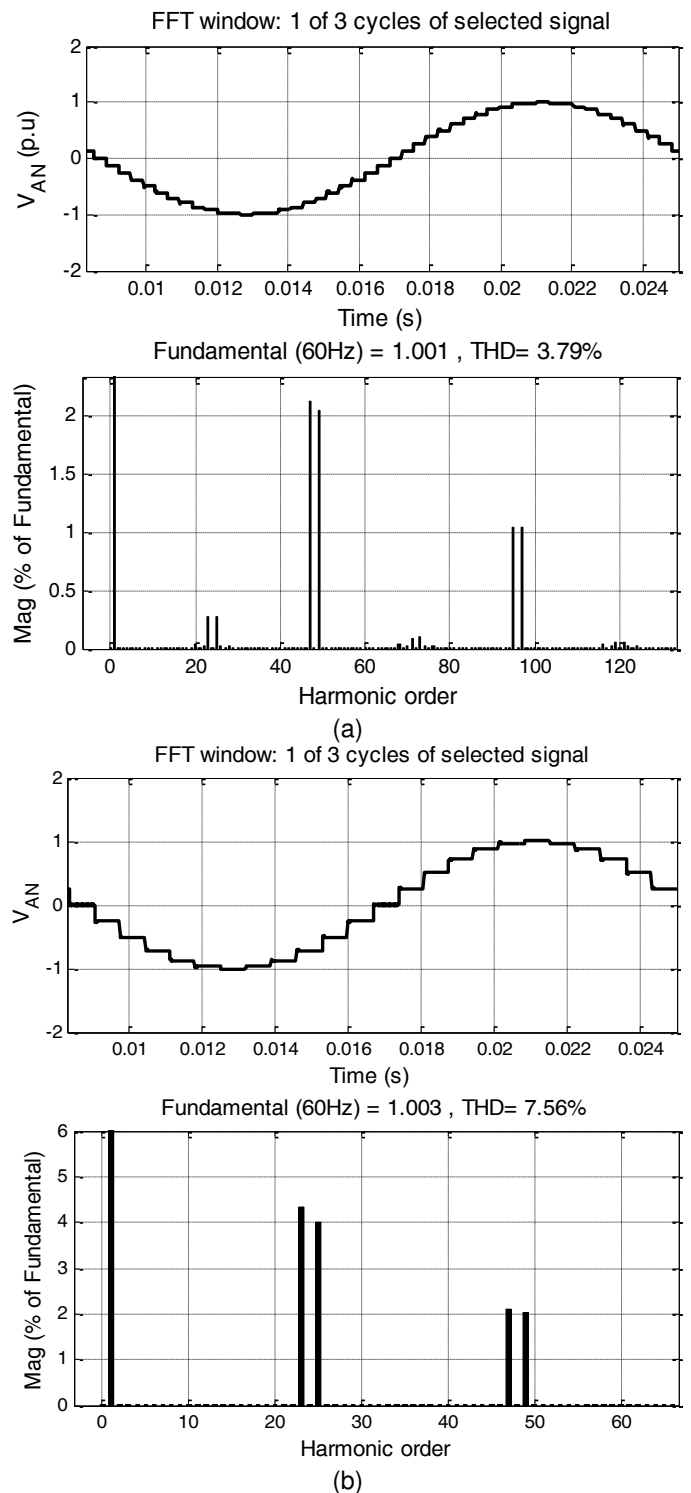 FFT window: 1 of 3 cycles of selected signal
2
1
0
-1
-2
V_AN (p.u)
0.01 0.012 0.014 0.016 0.018 0.02 0.022 0.024
Time (s)
Fundamental (60Hz) = 1.001 , THD= 3.79%
2
1.5
1
0.5
0
Mag (% of Fundamental)
0 20 40 60 80 100 120
Harmonic order
(a)
FFT window: 1 of 3 cycles of selected signal
2
1
0
-1
-2
V_AN
0.01 0.012 0.014 0.016 0.018 0.02 0.022 0.024
Time (s)
Fundamental (60Hz) = 1.003 , THD= 7.56%
6
5
4
3
2
1
0
Mag (% of Fundamental)
0 10 20 30 40 50 60
Harmonic order
(b)